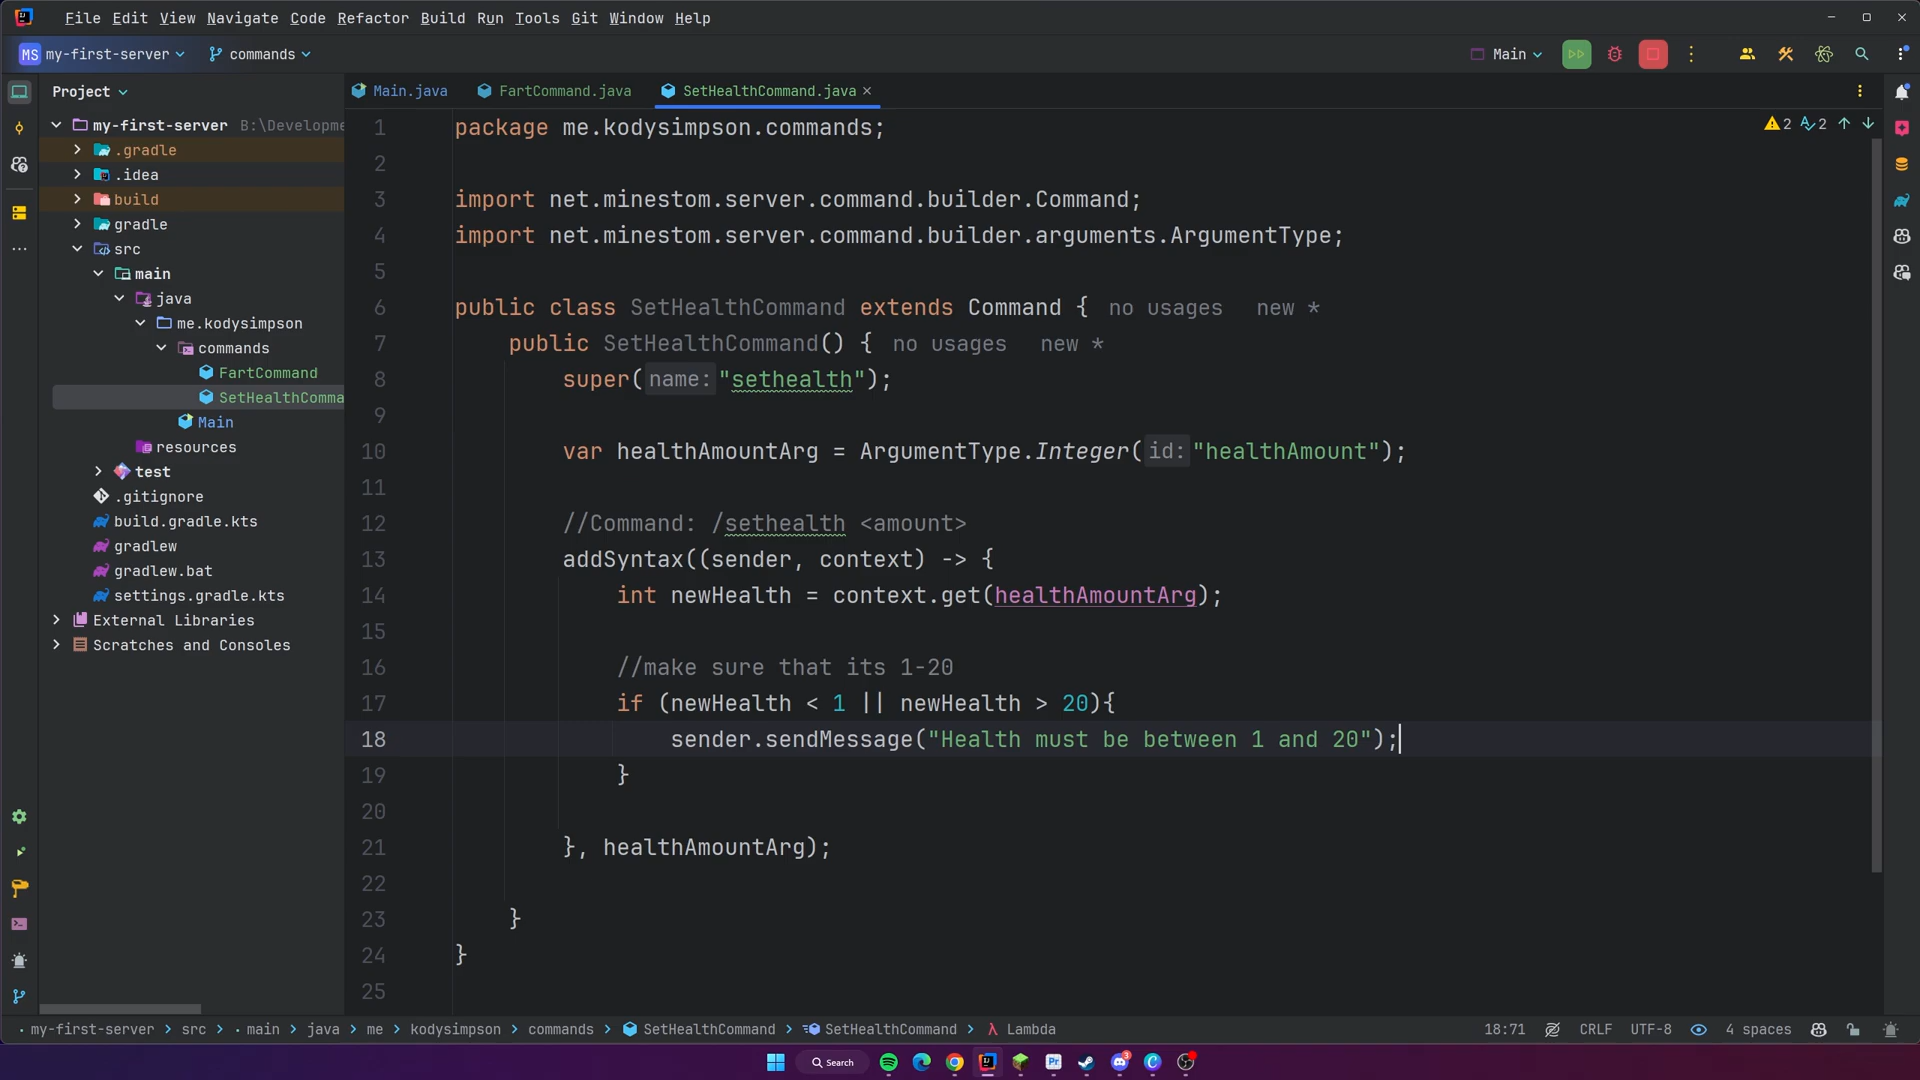 File Edit View Navigate Code Refactor Build Run Tools Git Window Help
MS my-first-server commands Main
Project
Main.java FartCommand.java SetHealthCommand.java
my-first-server B:\Developme
.gradle
.idea
build
gradle
src
main
java
me.kodysimpson
commands
FartCommand
SetHealthComma
Main
resources
test
.gitignore
build.gradle.kts
gradlew
gradlew.bat
settings.gradle.kts
External Libraries
Scratches and Consoles
2 2
1 package me.kodysimpson.commands;
2
3 import net.minestom.server.command.builder.Command;
4 import net.minestom.server.command.builder.arguments.ArgumentType;
5
6 public class SetHealthCommand extends Command { no usages new *
7 public SetHealthCommand() { no usages new *
8 super( name: "sethealth");
9
10 var healthAmountArg = ArgumentType.Integer( id: "healthAmount");
11
12 //Command: /sethealth <amount>
13 addSyntax((sender, context) -> {
14 int newHealth = context.get(healthAmountArg);
15
16 //make sure that its 1-20
17 if (newHealth < 1 || newHealth > 20){
18 sender.sendMessage("Health must be between 1 and 20");
19 }
20
21 }, healthAmountArg);
22
23 }
24 }
25
my-first-server > src > main > java > me > kodysimpson > commands > SetHealthCommand > SetHealthCommand > λ Lambda 18:71 CRLF UTF-8 4 spaces
Search Pr 3